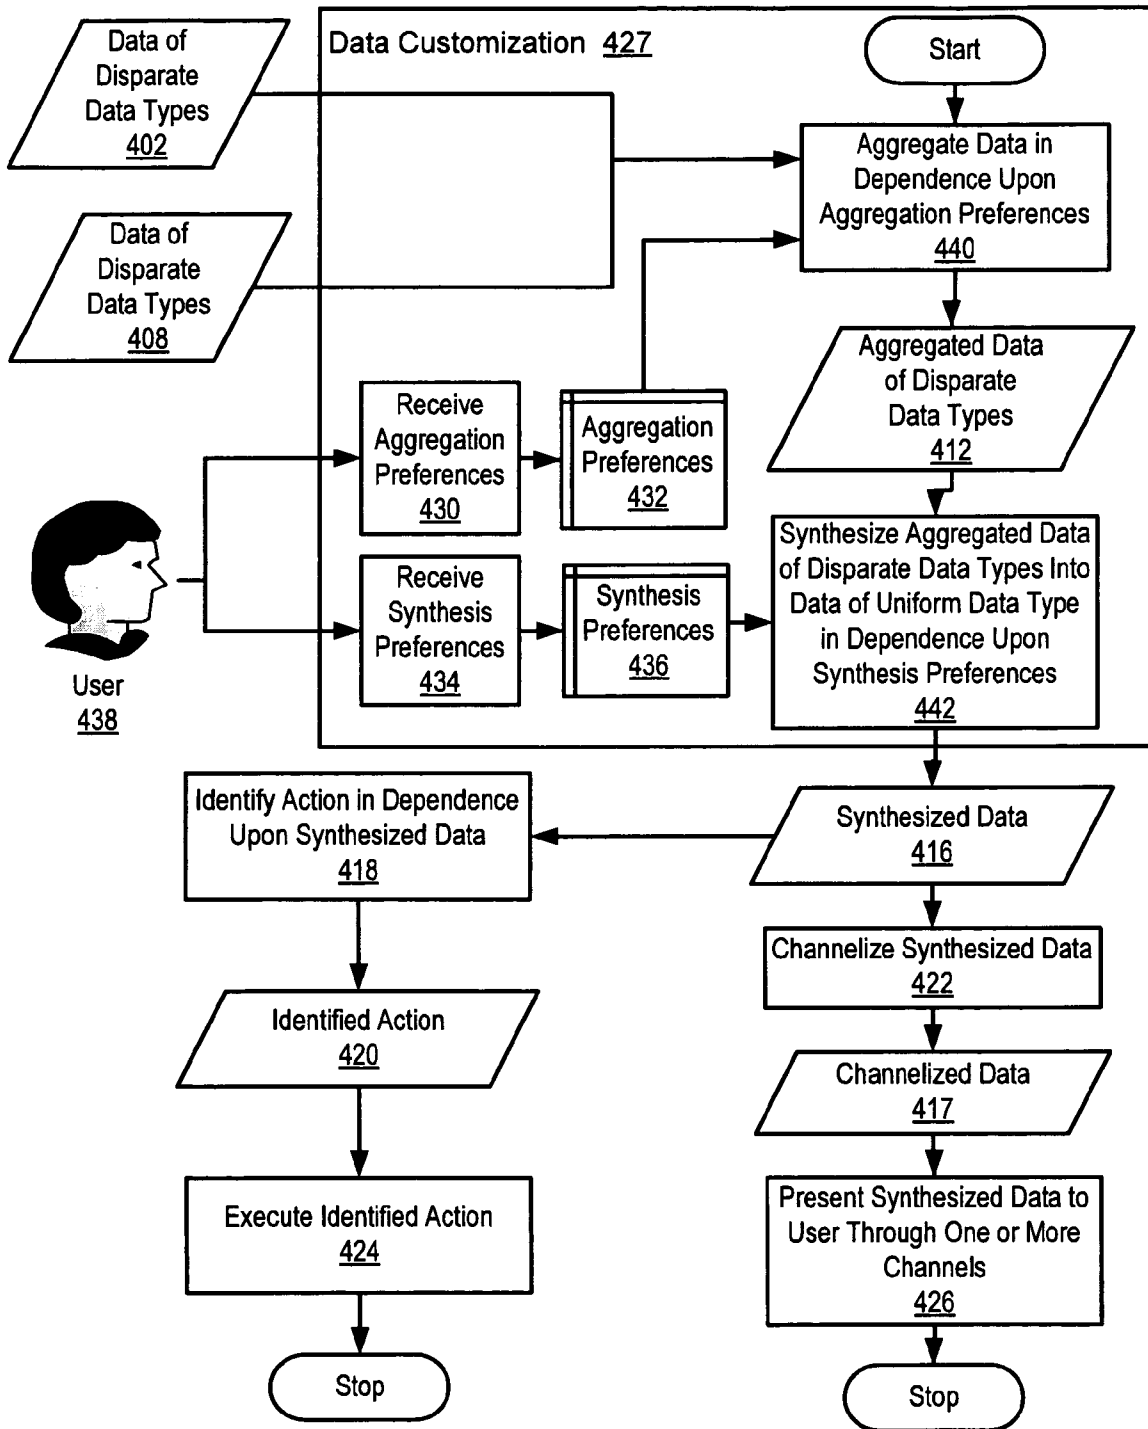 Data of
Disparate
Data Types
402
Data Customization 427
Start
Aggregate Data in
Dependence Upon
Aggregation Preferences
440
Data of
Disparate
Data Types
408
Aggregated Data
of Disparate
Data Types
412
Receive
Aggregation
Preferences
430
Aggregation
Preferences
432
User
438
Receive
Synthesis
Preferences
434
Synthesis
Preferences
436
Synthesize Aggregated Data
of Disparate Data Types Into
Data of Uniform Data Type
in Dependence Upon
Synthesis Preferences
442
Identify Action in Dependence
Upon Synthesized Data
418
Synthesized Data
416
Channelize Synthesized Data
422
Identified Action
420
Channelized Data
417
Execute Identified Action
424
Present Synthesized Data to
User Through One or More
Channels
426
Stop
Stop